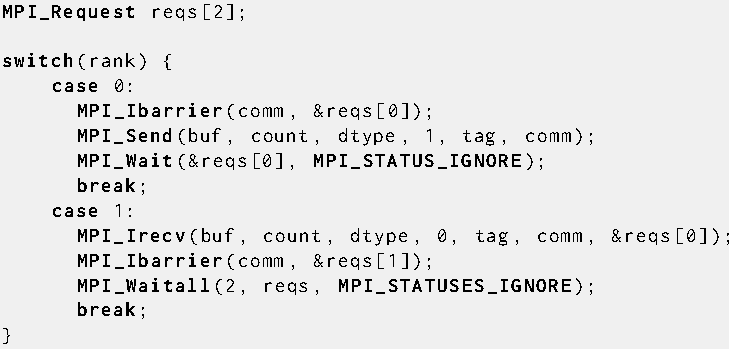 MPI_Request reqs[2];
switch(rank) {
case 0:
MPI_Ibarrier(comm, &reqs[0]);
MPI_Send(buf, count, dtype, 1, tag, comm);
MPI_Wait(&reqs[0], MPI_STATUS_IGNORE);
break;
case 1:
MPI_Irecv(buf, count, dtype, 0, tag, comm, &reqs[0]);
MPI_Ibarrier(comm, &reqs[1]);
MPI_Waitall(2, reqs, MPI_STATUSES_IGNORE);
break;
}